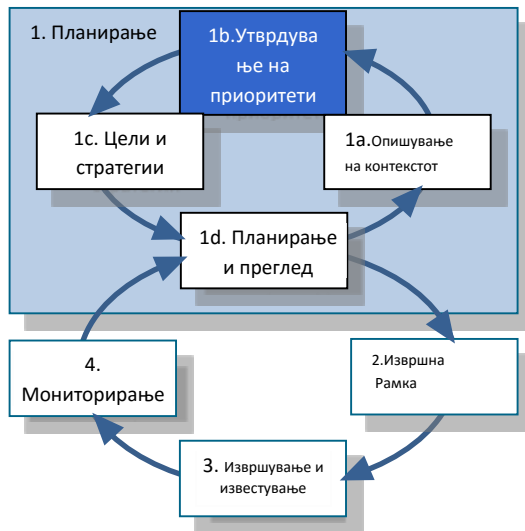 1. Планирање
1b.Утврдува
ње на
приоритети
1c. Цели и
стратегии
1a.Опишување
на контекстот
1d. Планирање
и преглед
4.
Мониторирање
2.Извршна
Рамка
3. Извршување и
известување